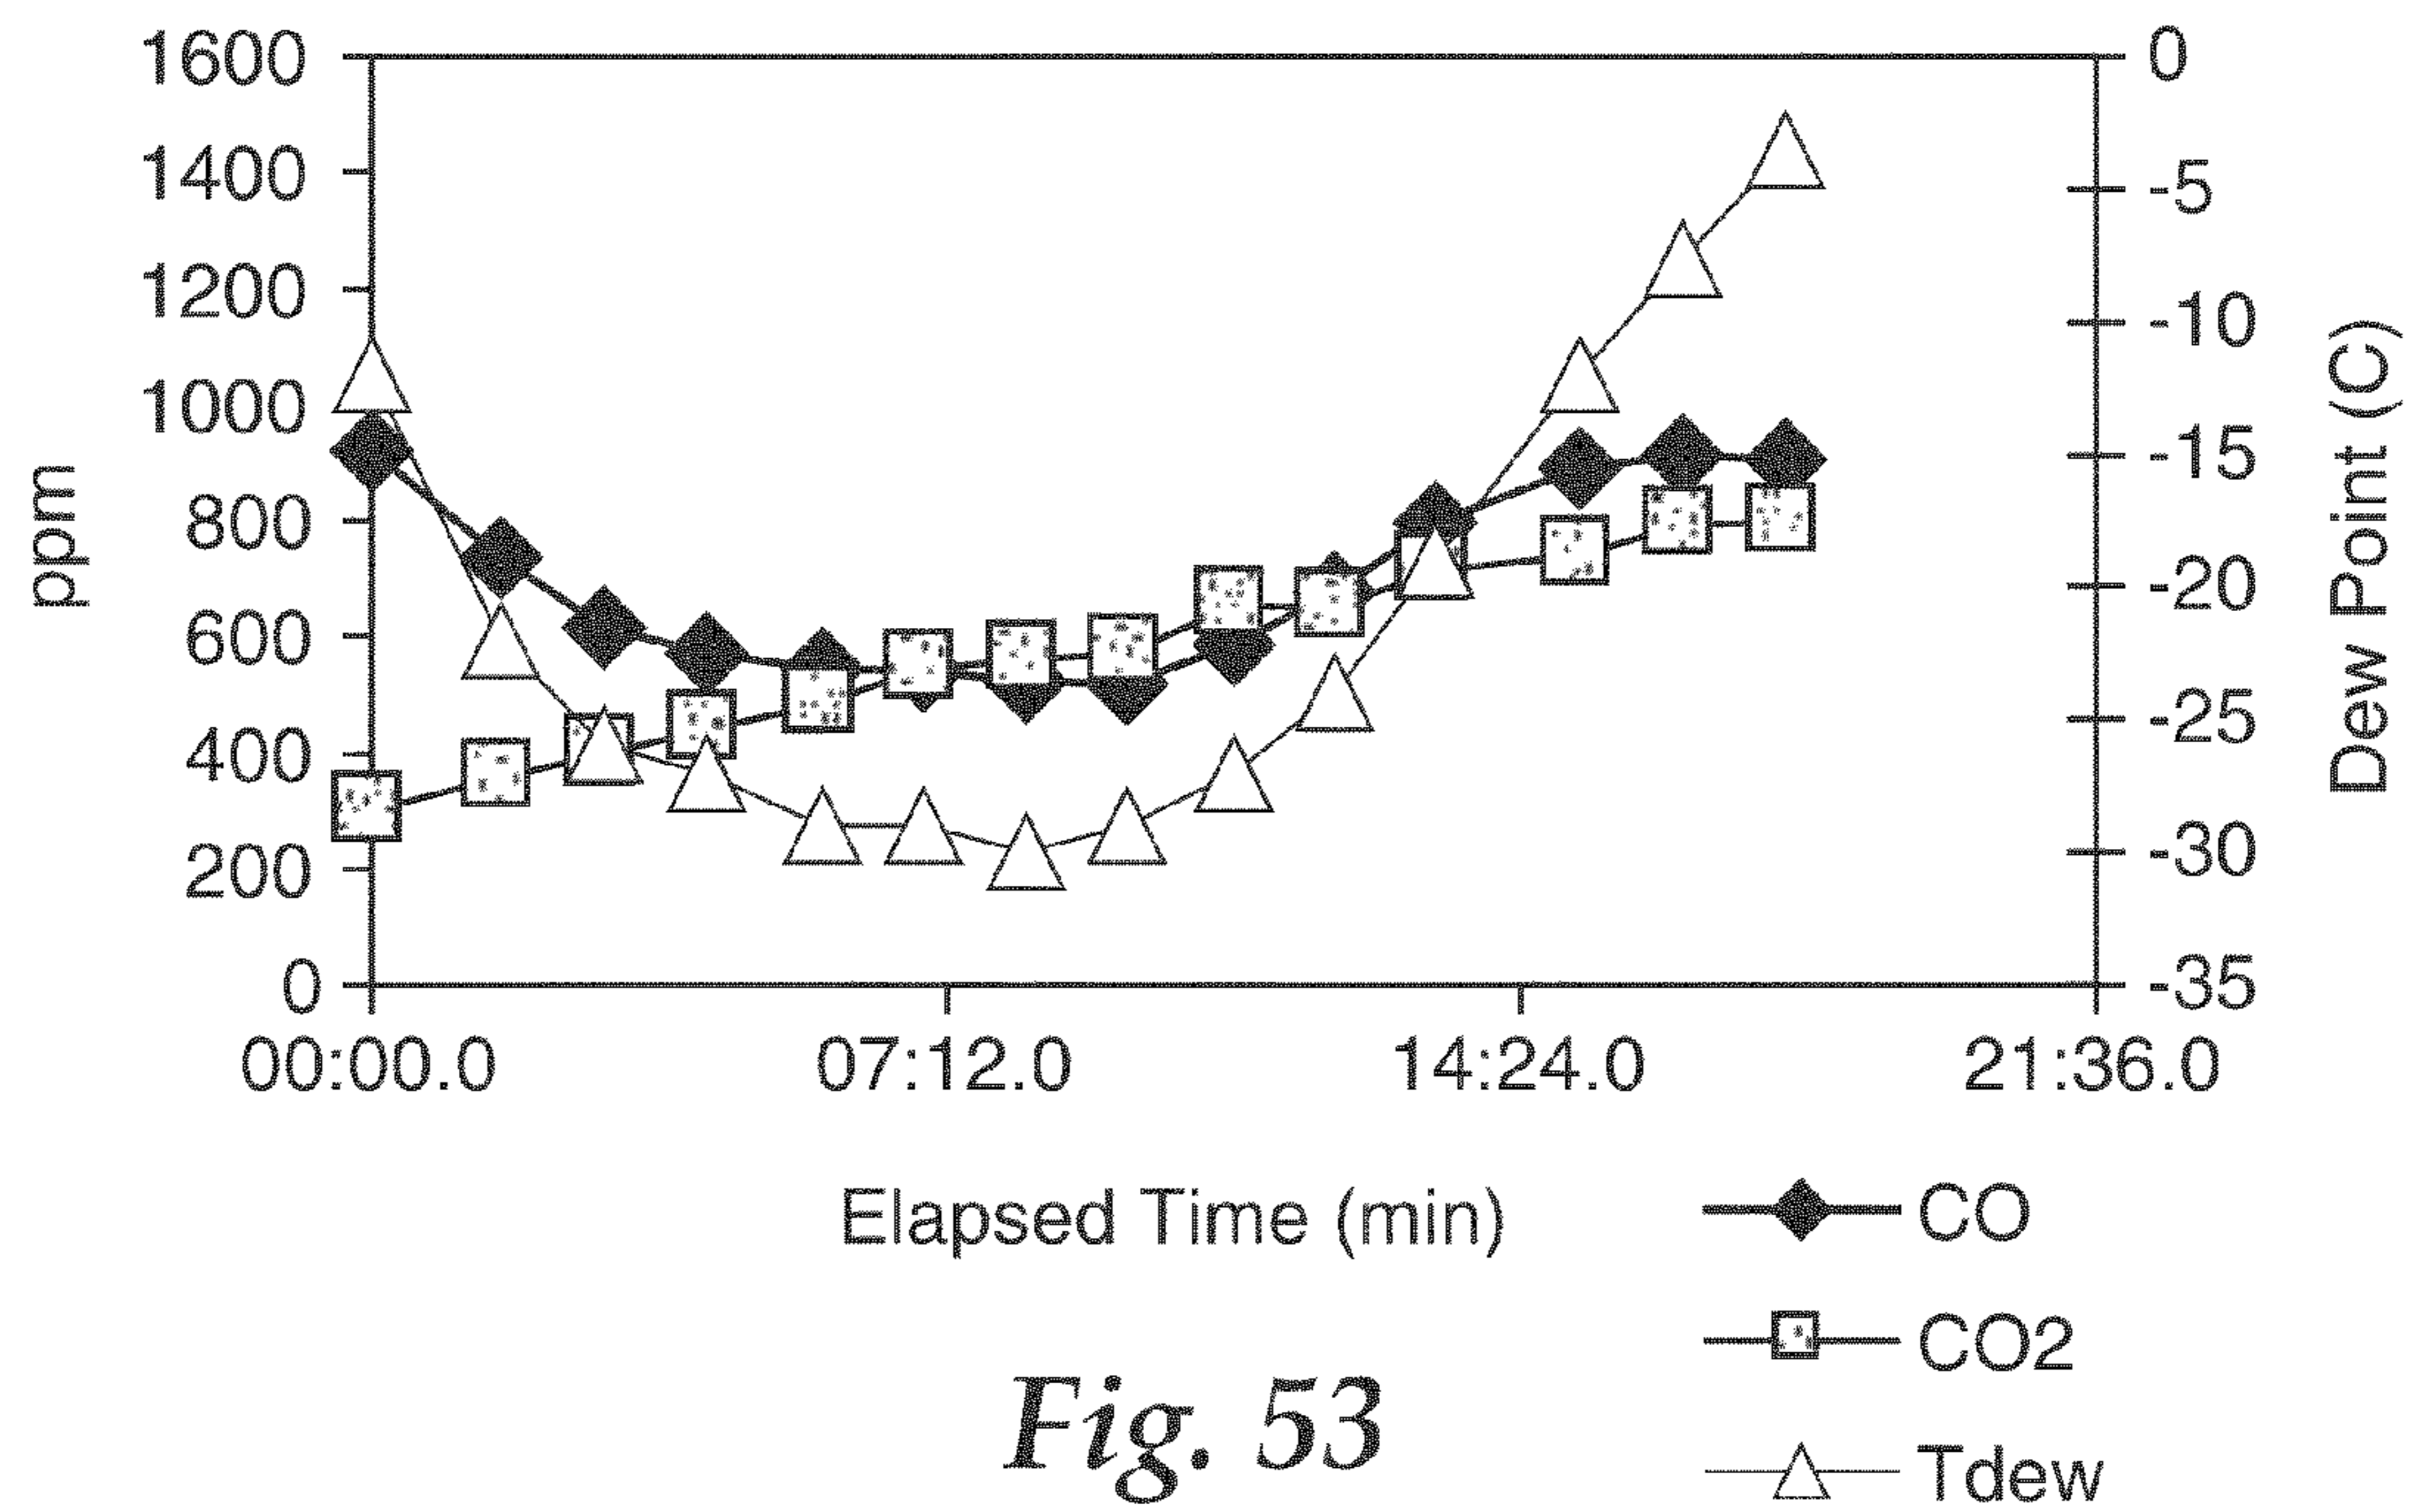 1600
1400
1200
1000
800
600
400
200
0
ppm
0
-5
-10
-15
-20
-25
-30
-35
Dew Point (C)
00:00.0 07:12.0 14:24.0 21:36.0
Elapsed Time (min)
CO
CO2
Tdew
Fig. 53